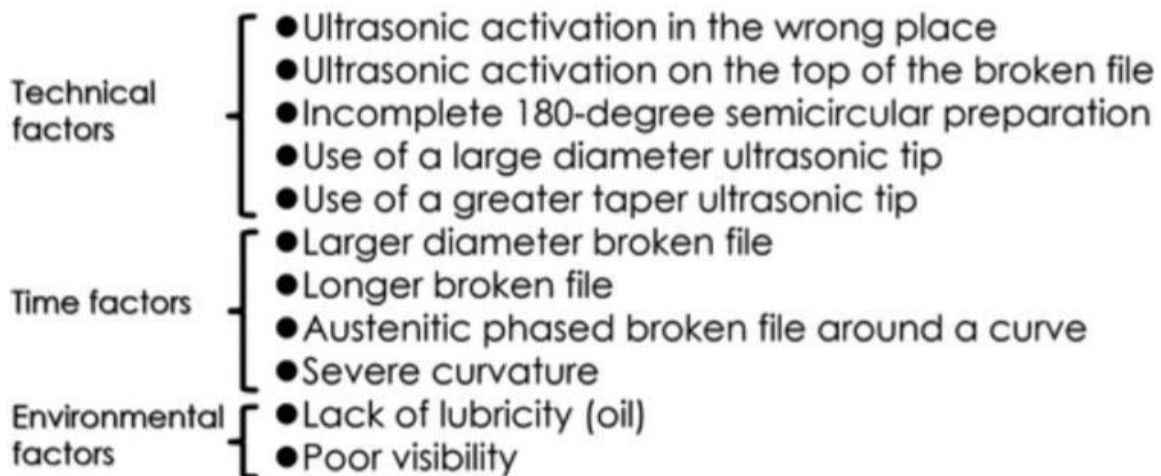 Technical
factors
●Ultrasonic activation in the wrong place
●Ultrasonic activation on the top of the broken file
●Incomplete 180-degree semicircular preparation
●Use of a large diameter ultrasonic tip
●Use of a greater taper ultrasonic tip
Time factors
●Larger diameter broken file
●Longer broken file
●Austenitic phased broken file around a curve
●Severe curvature
Environmental
factors
●Lack of lubricity (oil)
●Poor visibility